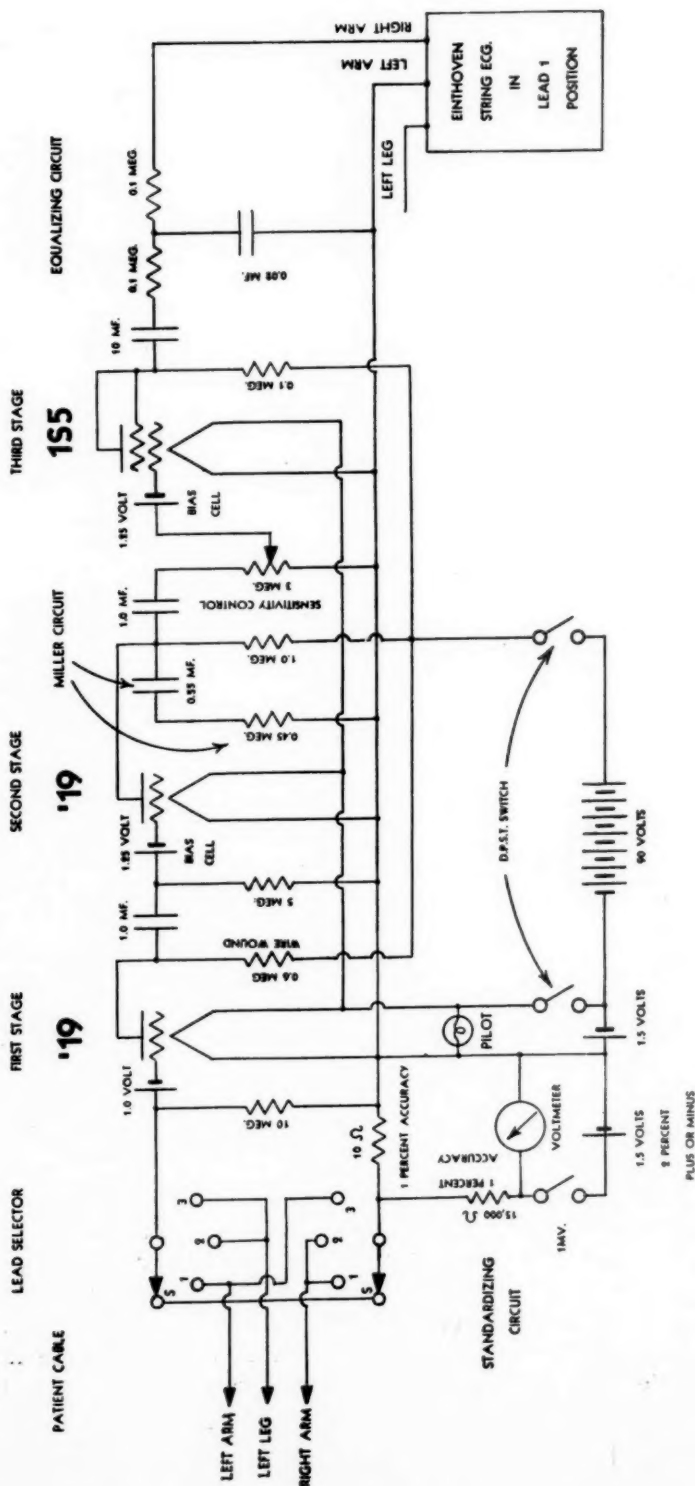 PATIENT CABLE
LEAD SELECTOR
FIRST STAGE
SECOND STAGE
THIRD STAGE
EQUALIZING CIRCUIT
'19
'19
1S5
MILLER CIRCUIT
1.0 VOLT
1.0 MF.
1.25 VOLT
BIAS
CELL
0.55 MF.
1.0 MF.
1.25 VOLT
BIAS
CELL
10 MF.
0.1 MEG.
0.1 MEG.
RIGHT ARM
LEFT ARM
LEFT LEG
EINTHOVEN
STRING ECG.
IN
LEAD 1
POSITION
0.02 MF.
0.1 MEG.
3 MEG.
SENSITIVITY CONTROL
1.0 MEG.
0.45 MEG.
5 MEG.
0.6 MEG
WIRE WOUND
10 MEG.
S
1
2
3
S
1
2
3
LEFT ARM
LEFT LEG
RIGHT ARM
10 Ω
1 PERCENT ACCURACY
PILOT
D.P.S.T. SWITCH
STANDARDIZING
CIRCUIT
15,000 Ω
1 PERCENT
ACCURACY
VOLTMETER
1MV.
1.5 VOLTS
2 PERCENT
PLUS OR MINUS
1.5 VOLTS
90 VOLTS